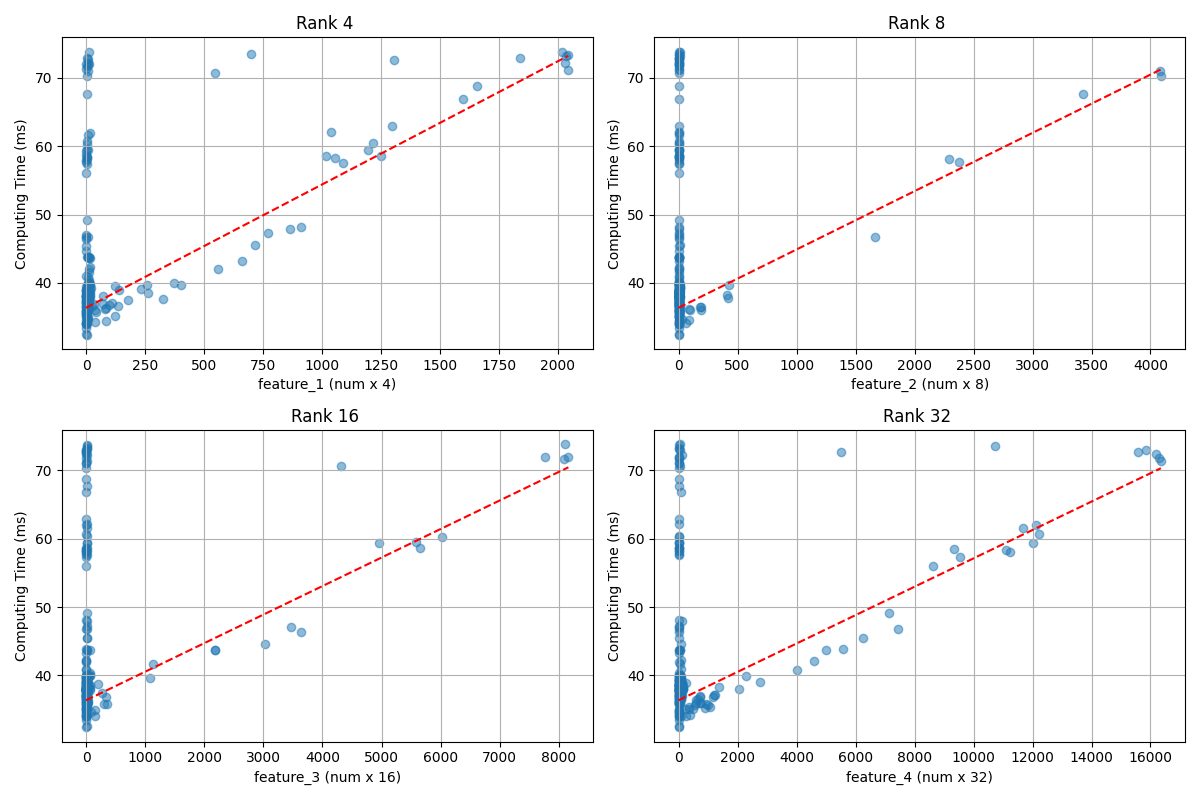 Rank 4
Computing Time (ms)
70
60
50
40
0 250 500 750 1000 1250 1500 1750 2000
feature_1 (num x 4)
Rank 8
Computing Time (ms)
70
60
50
40
0 500 1000 1500 2000 2500 3000 3500 4000
feature_2 (num x 8)
Rank 16
Computing Time (ms)
70
60
50
40
0 1000 2000 3000 4000 5000 6000 7000 8000
feature_3 (num x 16)
Rank 32
Computing Time (ms)
70
60
50
40
0 2000 4000 6000 8000 10000 12000 14000 16000
feature_4 (num x 32)